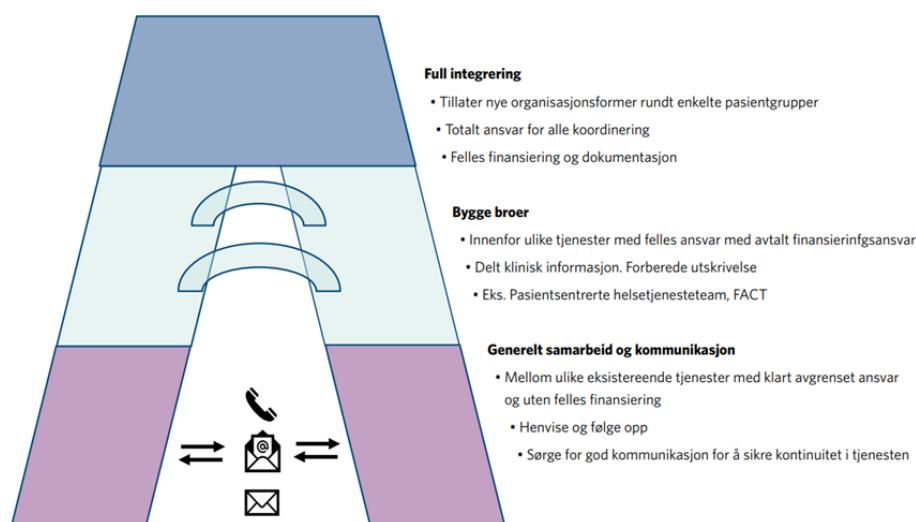 Full integrering
• Tillater nye organisasjonsformer rundt enkelte pasientgrupper
• Totalt ansvar for alle koordinering
• Felles finansiering og dokumentasjon
Bygge broer
• Innenfor ulike tjenester med felles ansvar med avtalt finansierinfgsansvar
• Delt klinisk informasjon. Forberede utskrivelse
• Eks. Pasientsentrerte helsetjenesteteam, FACT
Generelt samarbeid og kommunikasjon
• Mellom ulike eksistereende tjenester med klart avgrenset ansvar
og uten felles finansiering
• Henvise og følge opp
• Sørge for god kommunikasjon for å sikre kontinuitet i tjenesten
@